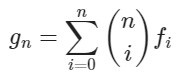 g_n = \sum_{i=0}^{n} \binom{n}{i} f_i